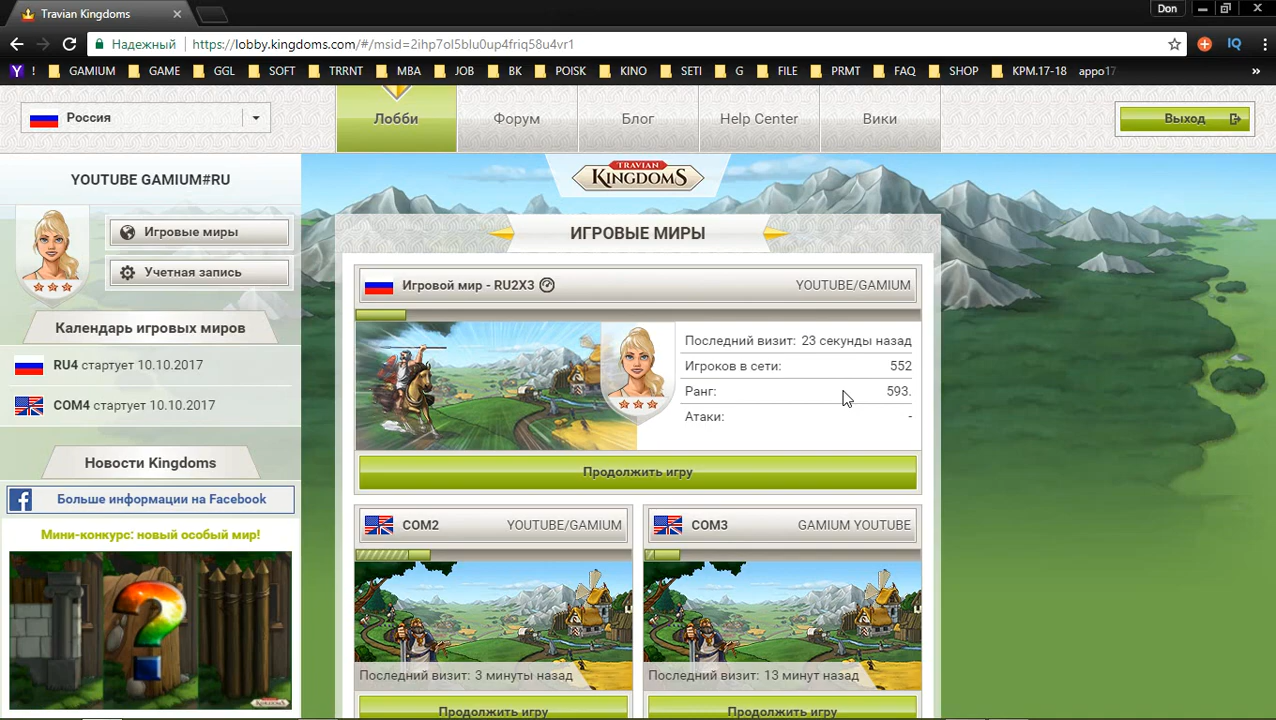 Travian Kingdoms
Don
Надежный
https://lobby.kingdoms.com/#/msid=2ihp7ol5blu0up4friq58u4vr1
! GAMIUM GAME GGL SOFT TRRNT MBA JOB BK POISK KINO SETI G FILE PRMT FAQ SHOP KPM.17-18 appo17 »
Россия
Лобби
Форум
Блог
Help Center
Вики
Выход
TRAVIAN
KINGDOMS
YOUTUBE GAMIUM#RU
Игровые миры
Учетная запись
Календарь игровых миров
RU4 стартует 10.10.2017
COM4 стартует 10.10.2017
Новости Kingdoms
Больше информации на Facebook
Мини-конкурс: новый особый мир!
?
ИГРОВЫЕ МИРЫ
Игровой мир - RU2X3
YOUTUBE/GAMIUM
Последний визит: 23 секунды назад
Игроков в сети: 552
Ранг: 593.
Атаки: -
Продолжить игру
COM2 YOUTUBE/GAMIUM
Последний визит: 3 минуты назад
Продолжить игру
COM3 GAMIUM YOUTUBE
Последний визит: 13 минут назад
Продолжить игру